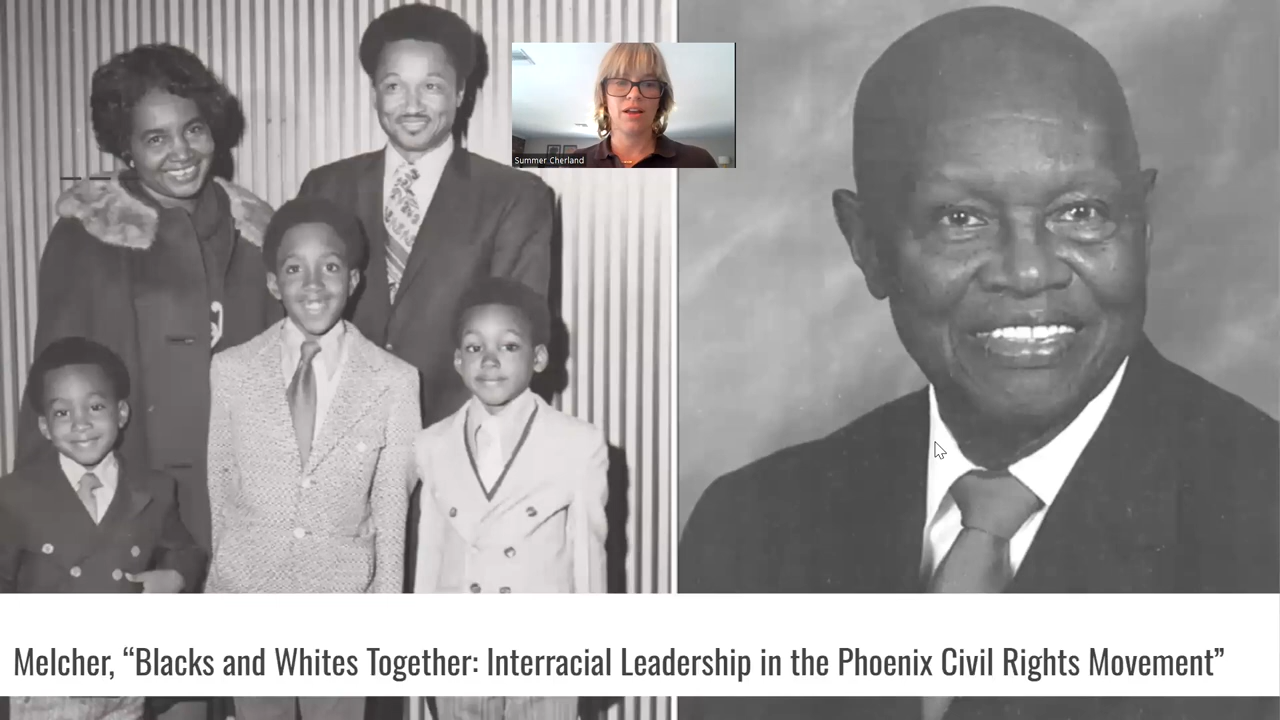 Summer Cherland
Melcher, “Blacks and Whites Together: Interracial Leadership in the Phoenix Civil Rights Movement”